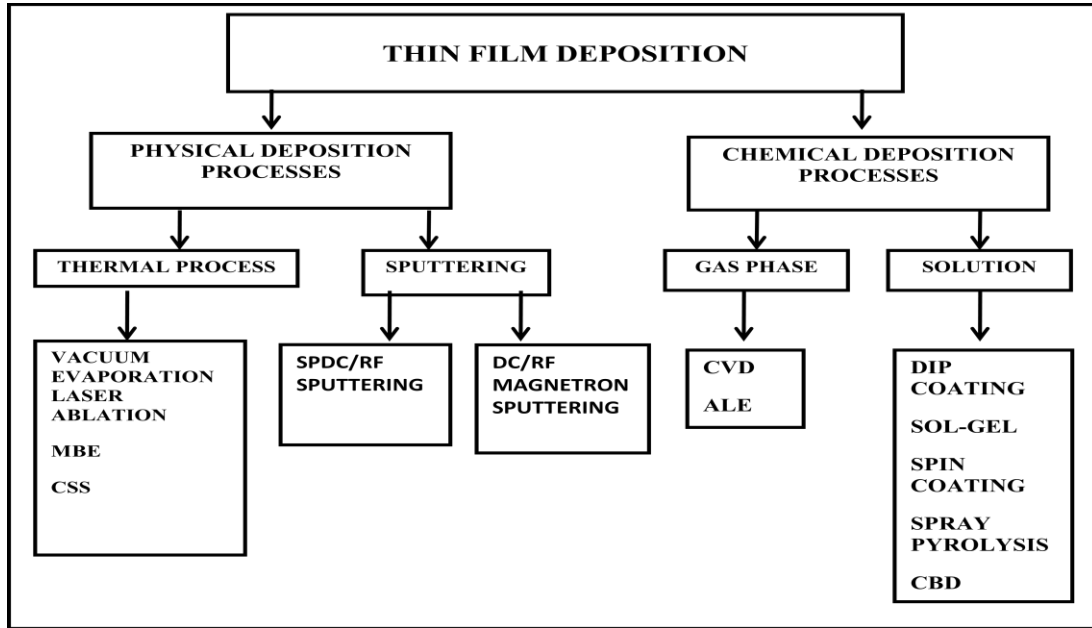 THIN FILM DEPOSITION
PHYSICAL DEPOSITION
PROCESSES
CHEMICAL DEPOSITION
PROCESSES
THERMAL PROCESS
SPUTTERING
GAS PHASE
SOLUTION
VACUUM
EVAPORATION
LASER
ABLATION
MBE
CSS
SPDC/RF
SPUTTERING
DC/RF
MAGNETRON
SPUTTERING
CVD
ALE
DIP
COATING
SOL-GEL
SPIN
COATING
SPRAY
PYROLYSIS
CBD